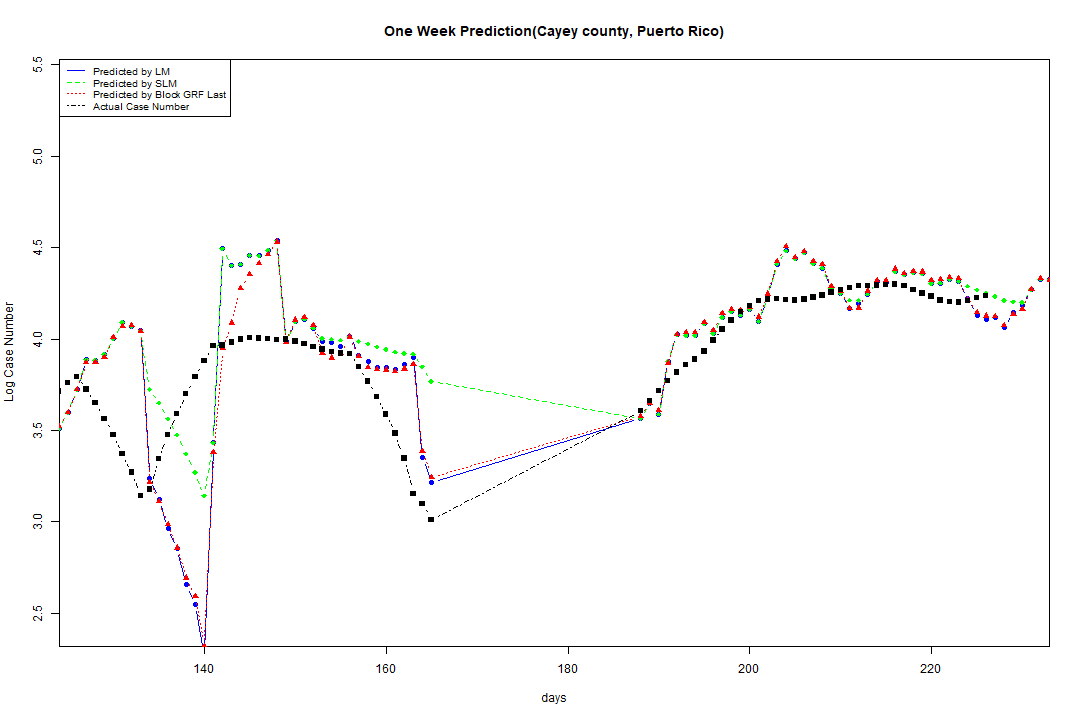 One Week Prediction(Cayey county, Puerto Rico)
5.5
5.0
4.5
4.0
3.5
3.0
2.5
Log Case Number
Predicted by LM
Predicted by SLM
Predicted by Block GRF Last
Actual Case Number
140
160
180
200
220
days